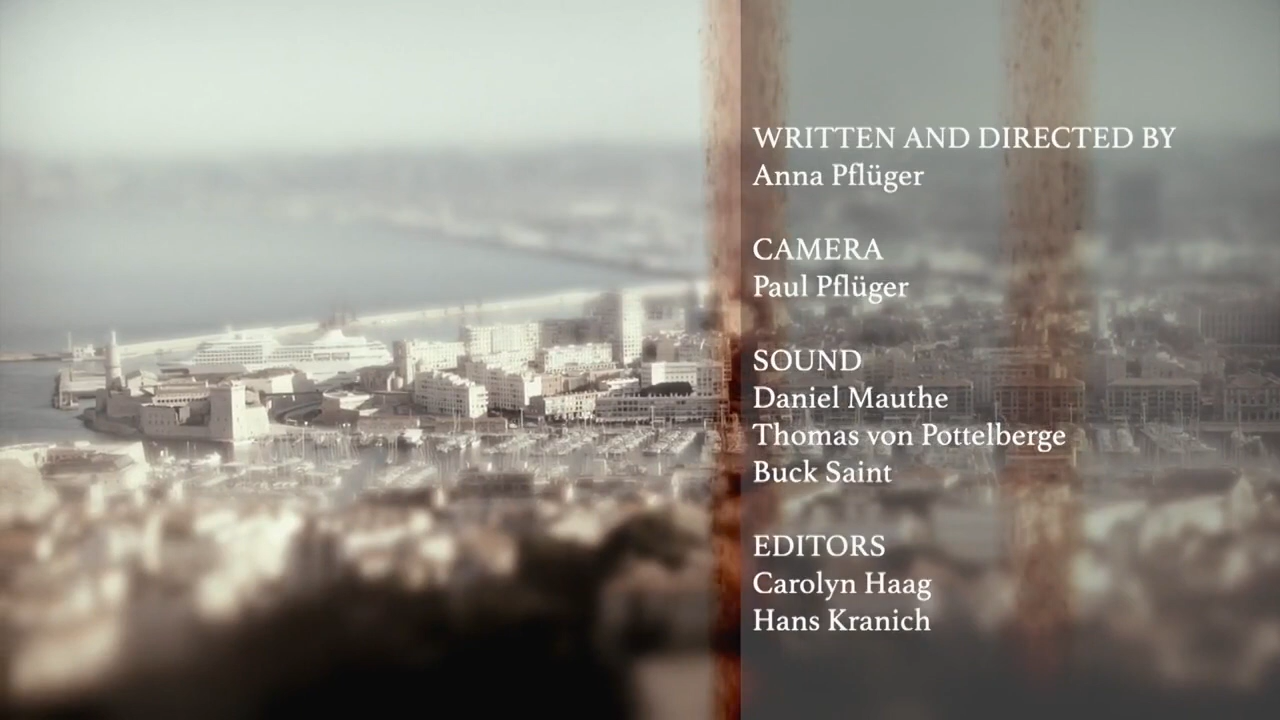 WRITTEN AND DIRECTED BY
Anna Pflüger
CAMERA
Paul Pflüger
SOUND
Daniel Mauthe
Thomas von Pottelberge
Buck Saint
EDITORS
Carolyn Haag
Hans Kranich